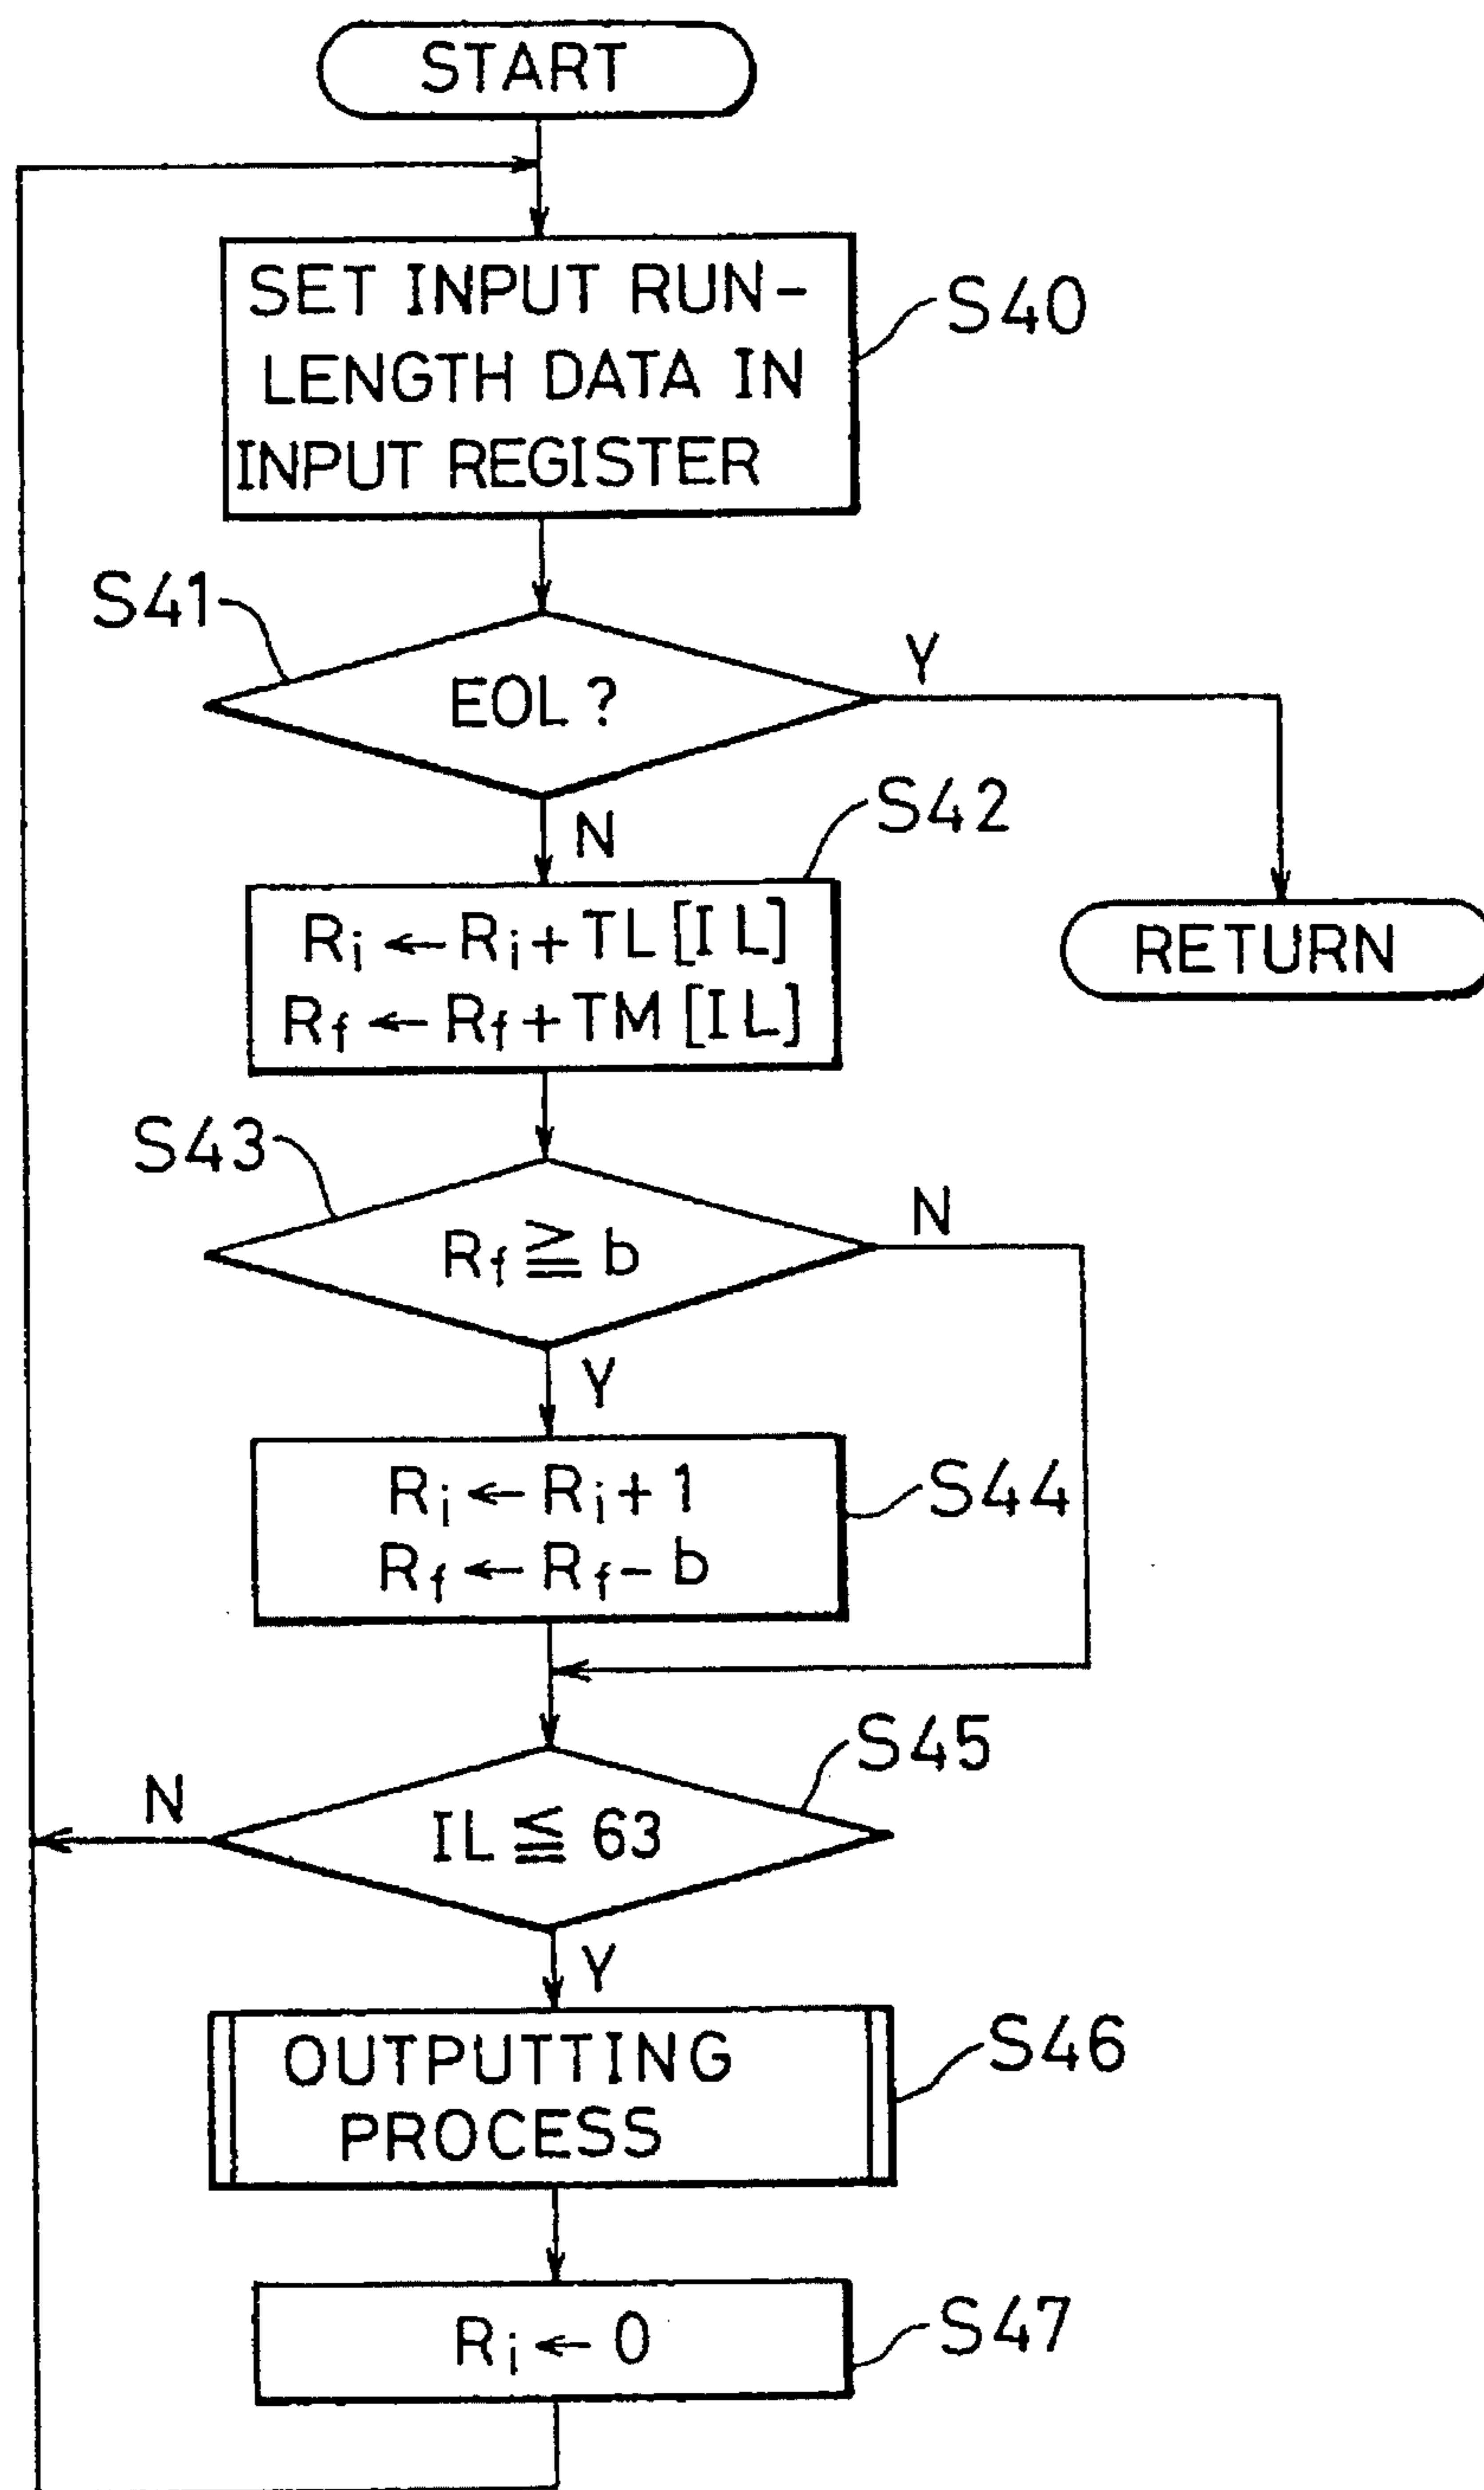 START
SET INPUT RUN-
LENGTH DATA IN
INPUT REGISTER
S40
S41
EOL?
Y
N
S42
Ri ← Ri + TL [IL]
Rf ← Rf + TM [IL]
RETURN
S43
Rf ≧ b
N
Y
Ri ← Ri + 1
Rf ← Rf - b
S44
S45
N
IL ≦ 63
Y
OUTPUTTING
PROCESS
S46
Ri ← 0
S47